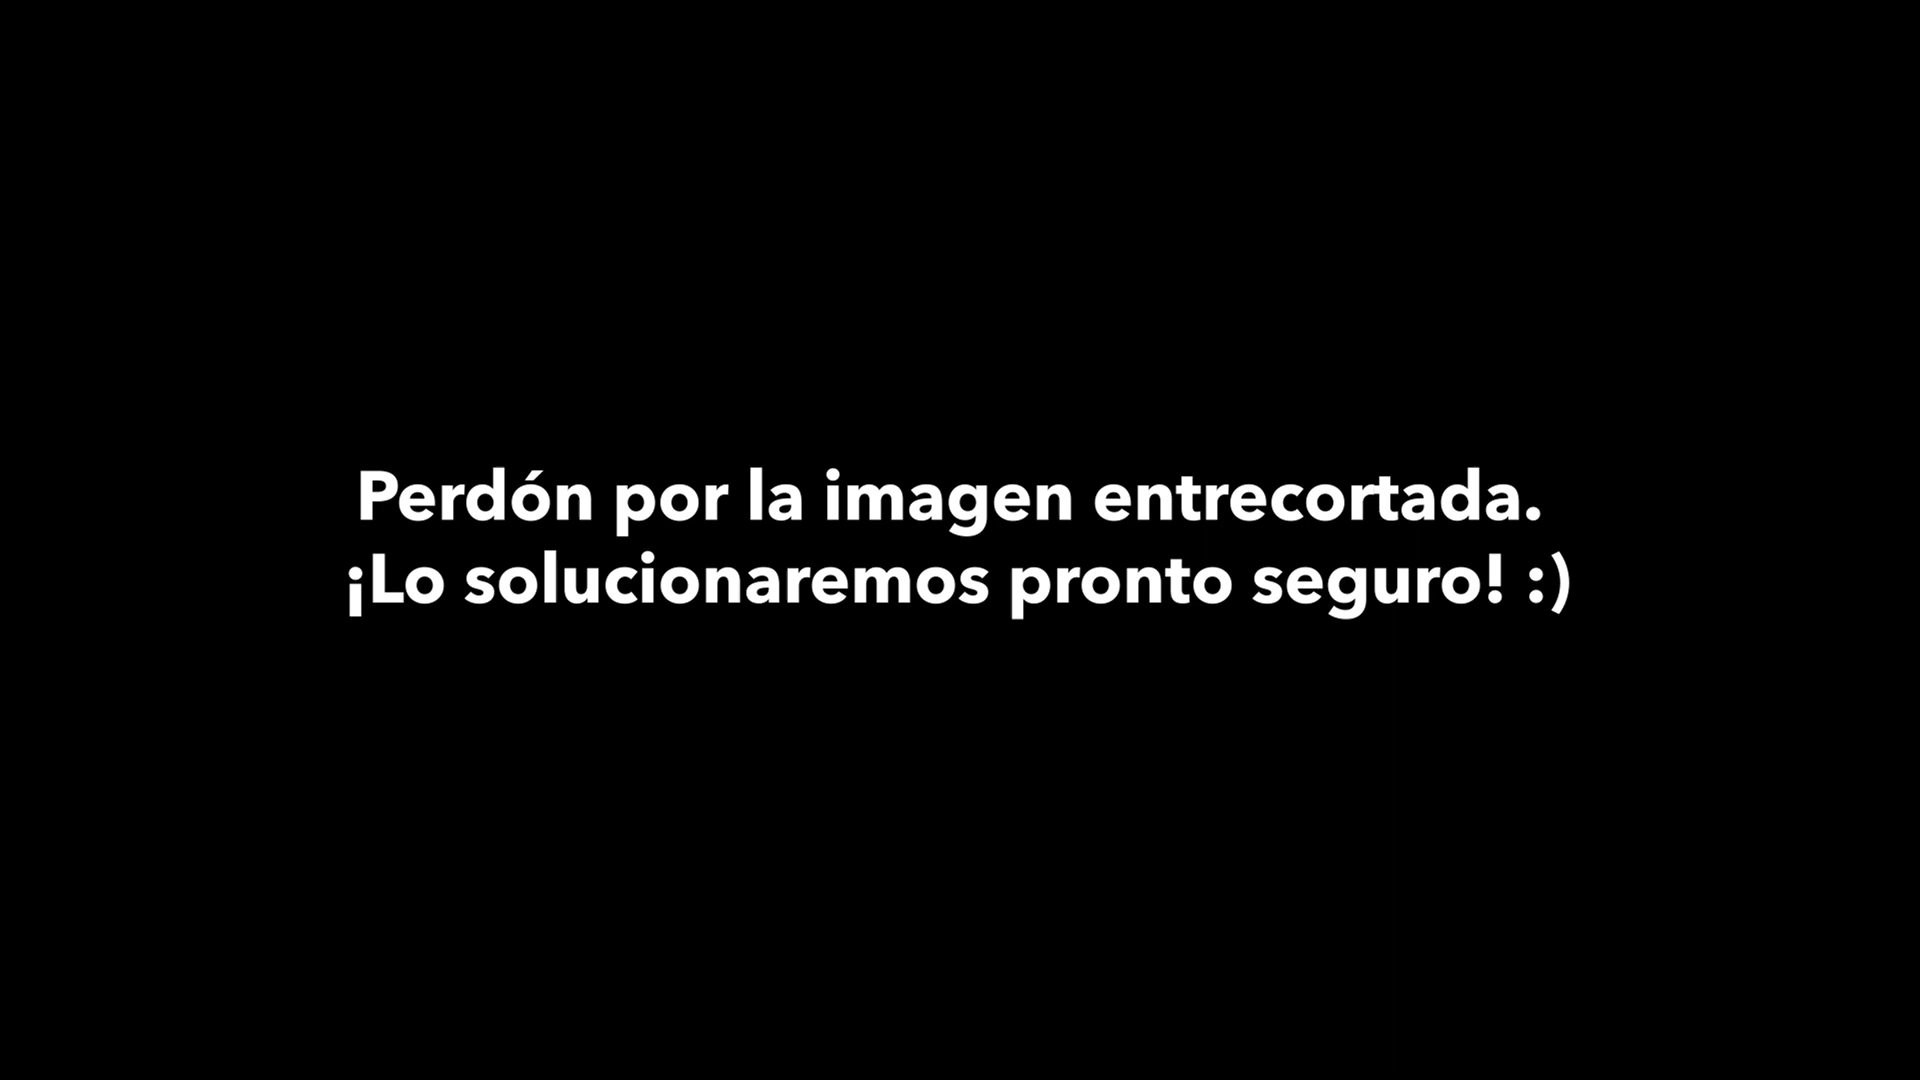 Perdón por la imagen entrecortada.
¡Lo solucionaremos pronto seguro! :)